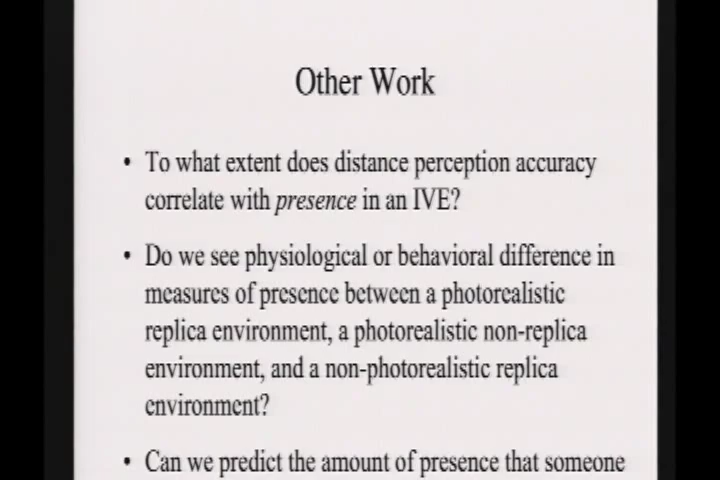 Other Work
• To what extent does distance perception accuracy
correlate with presence in an IVE?
• Do we see physiological or behavioral difference in
measures of presence between a photorealistic
replica environment, a photorealistic non-replica
environment, and a non-photorealistic replica
environment?
• Can we predict the amount of presence that someone